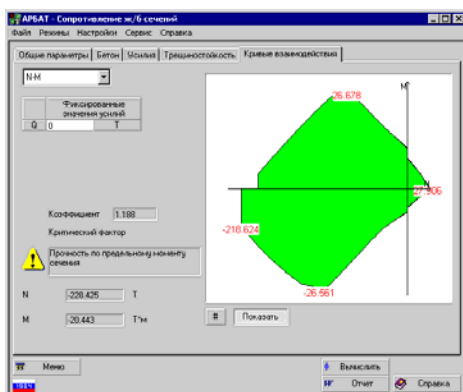 АРБАТ - Сопротивление ж/б сечений
Файл Режимы Настройки Сервис Справка
Общие параметры Бетон Усилия Трещиностойкость Кривые взаимодействия
N-M
Фиксированные
значения усилий
Q 0 Т
Коэффициент 1.188
Критический фактор
Прочность по предельному моменту
сечения
N -220.425 Т
M -20.443 Т*м
M
26.678
N
27.906
-218.624
-26.561
# Показать
Меню
Вычислить
Отчет
Справка